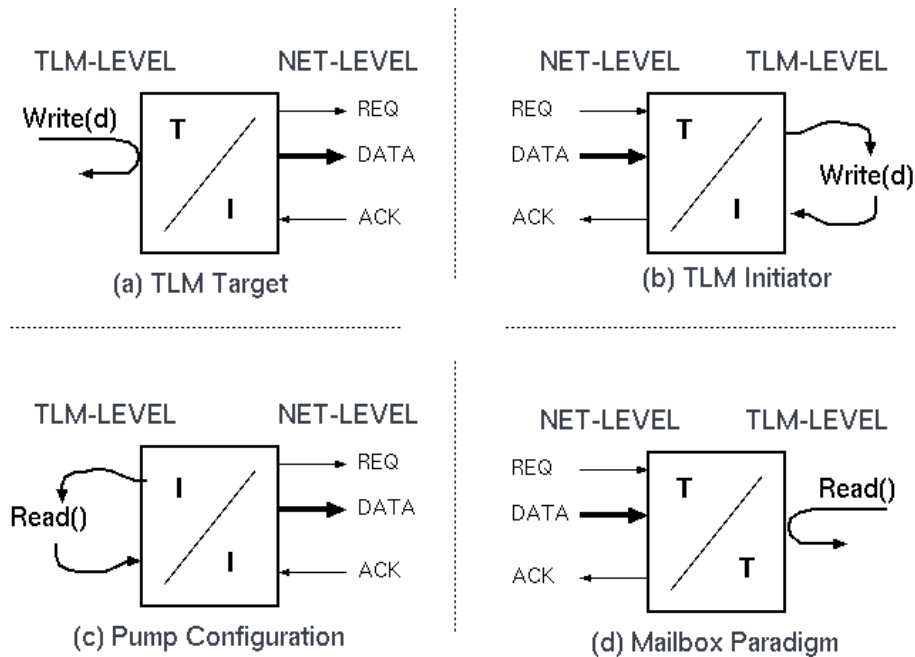 TLM-LEVEL NET-LEVEL
Write(d)
T
I
REQ
DATA
ACK
(a) TLM Target
NET-LEVEL TLM-LEVEL
REQ
DATA
ACK
T
I
Write(d)
(b) TLM Initiator
TLM-LEVEL NET-LEVEL
Read()
I
I
REQ
DATA
ACK
(c) Pump Configuration
NET-LEVEL TLM-LEVEL
REQ
DATA
ACK
T
T
Read()
(d) Mailbox Paradigm